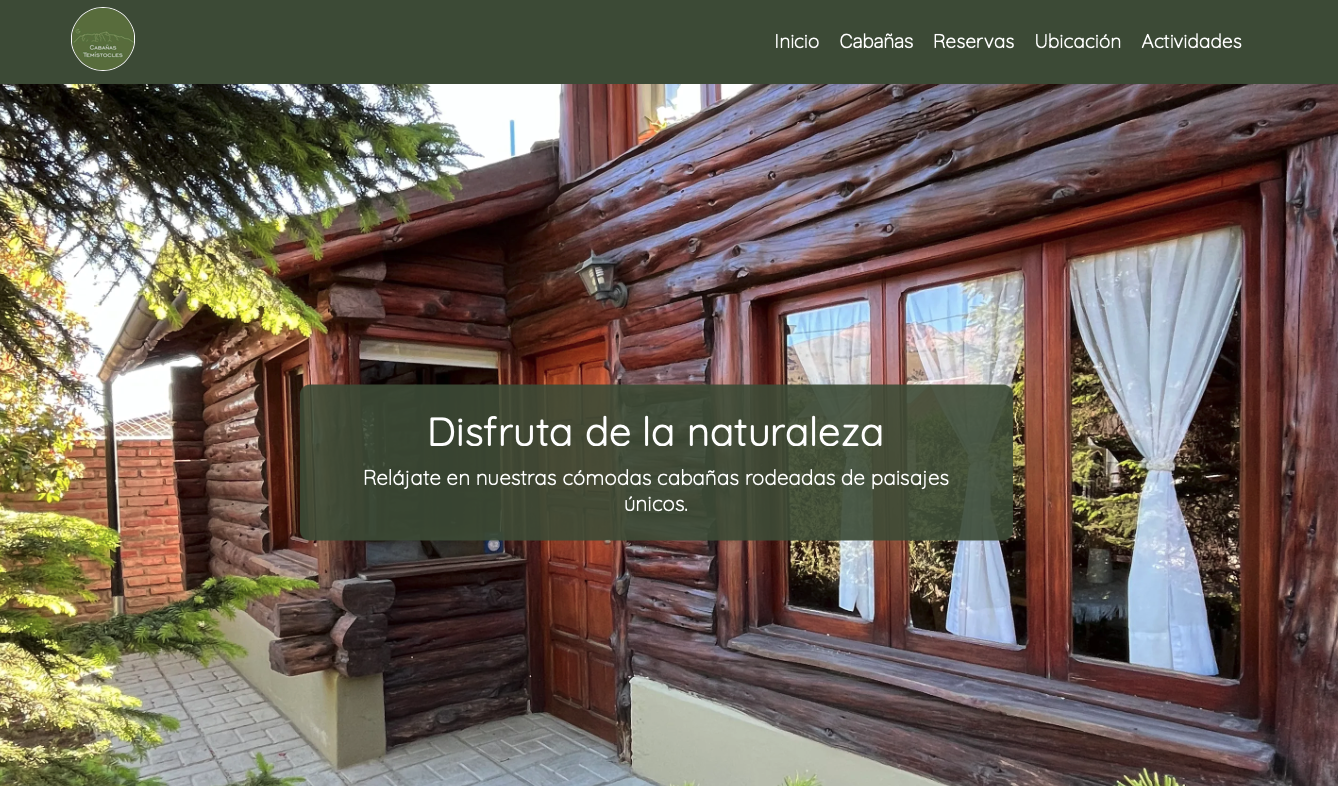 Cabañas
Temístocles
Inicio Cabañas Reservas Ubicación Actividades
Disfruta de la naturaleza
Relájate en nuestras cómodas cabañas rodeadas de paisajes
únicos.